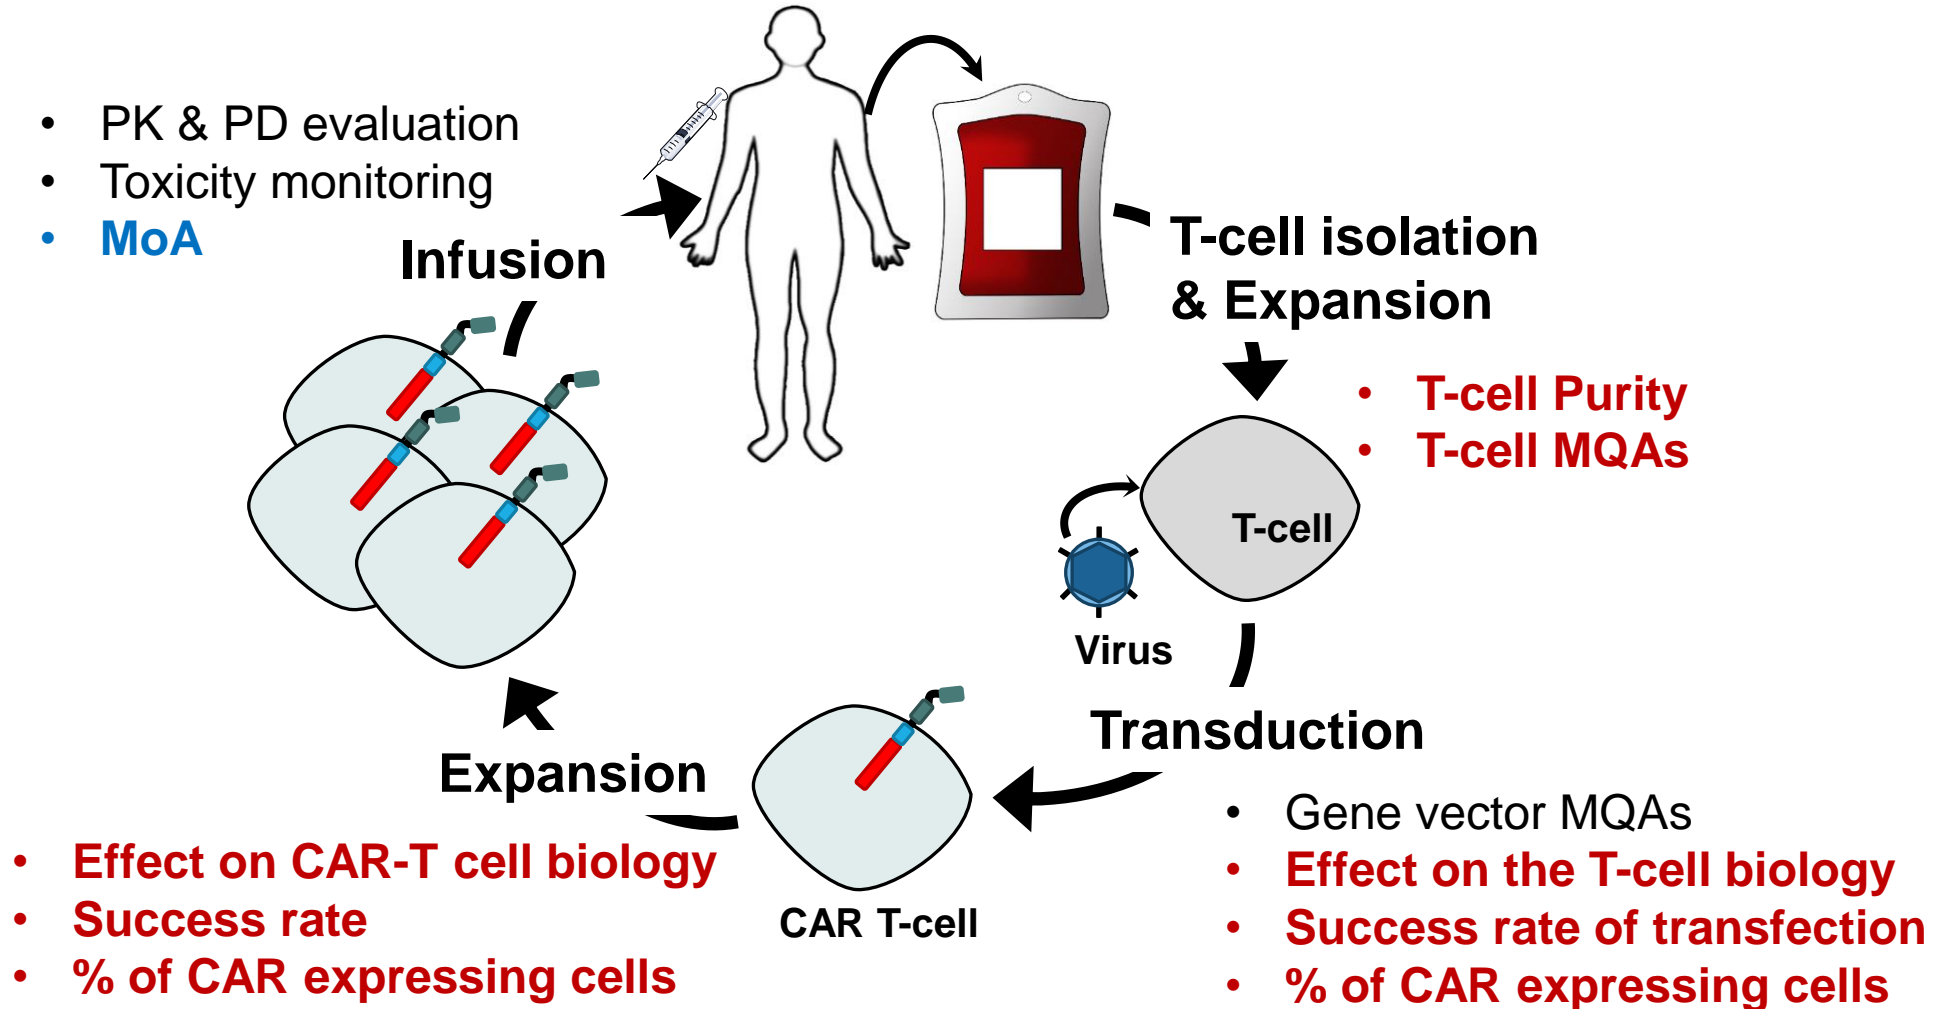 • PK & PD evaluation
• Toxicity monitoring
• MoA
Infusion
T-cell isolation
& Expansion
• T-cell Purity
• T-cell MQAs
T-cell
Virus
Transduction
• Gene vector MQAs
• Effect on the T-cell biology
• Success rate of transfection
• % of CAR expressing cells
CAR T-cell
Expansion
• Effect on CAR-T cell biology
• Success rate
• % of CAR expressing cells